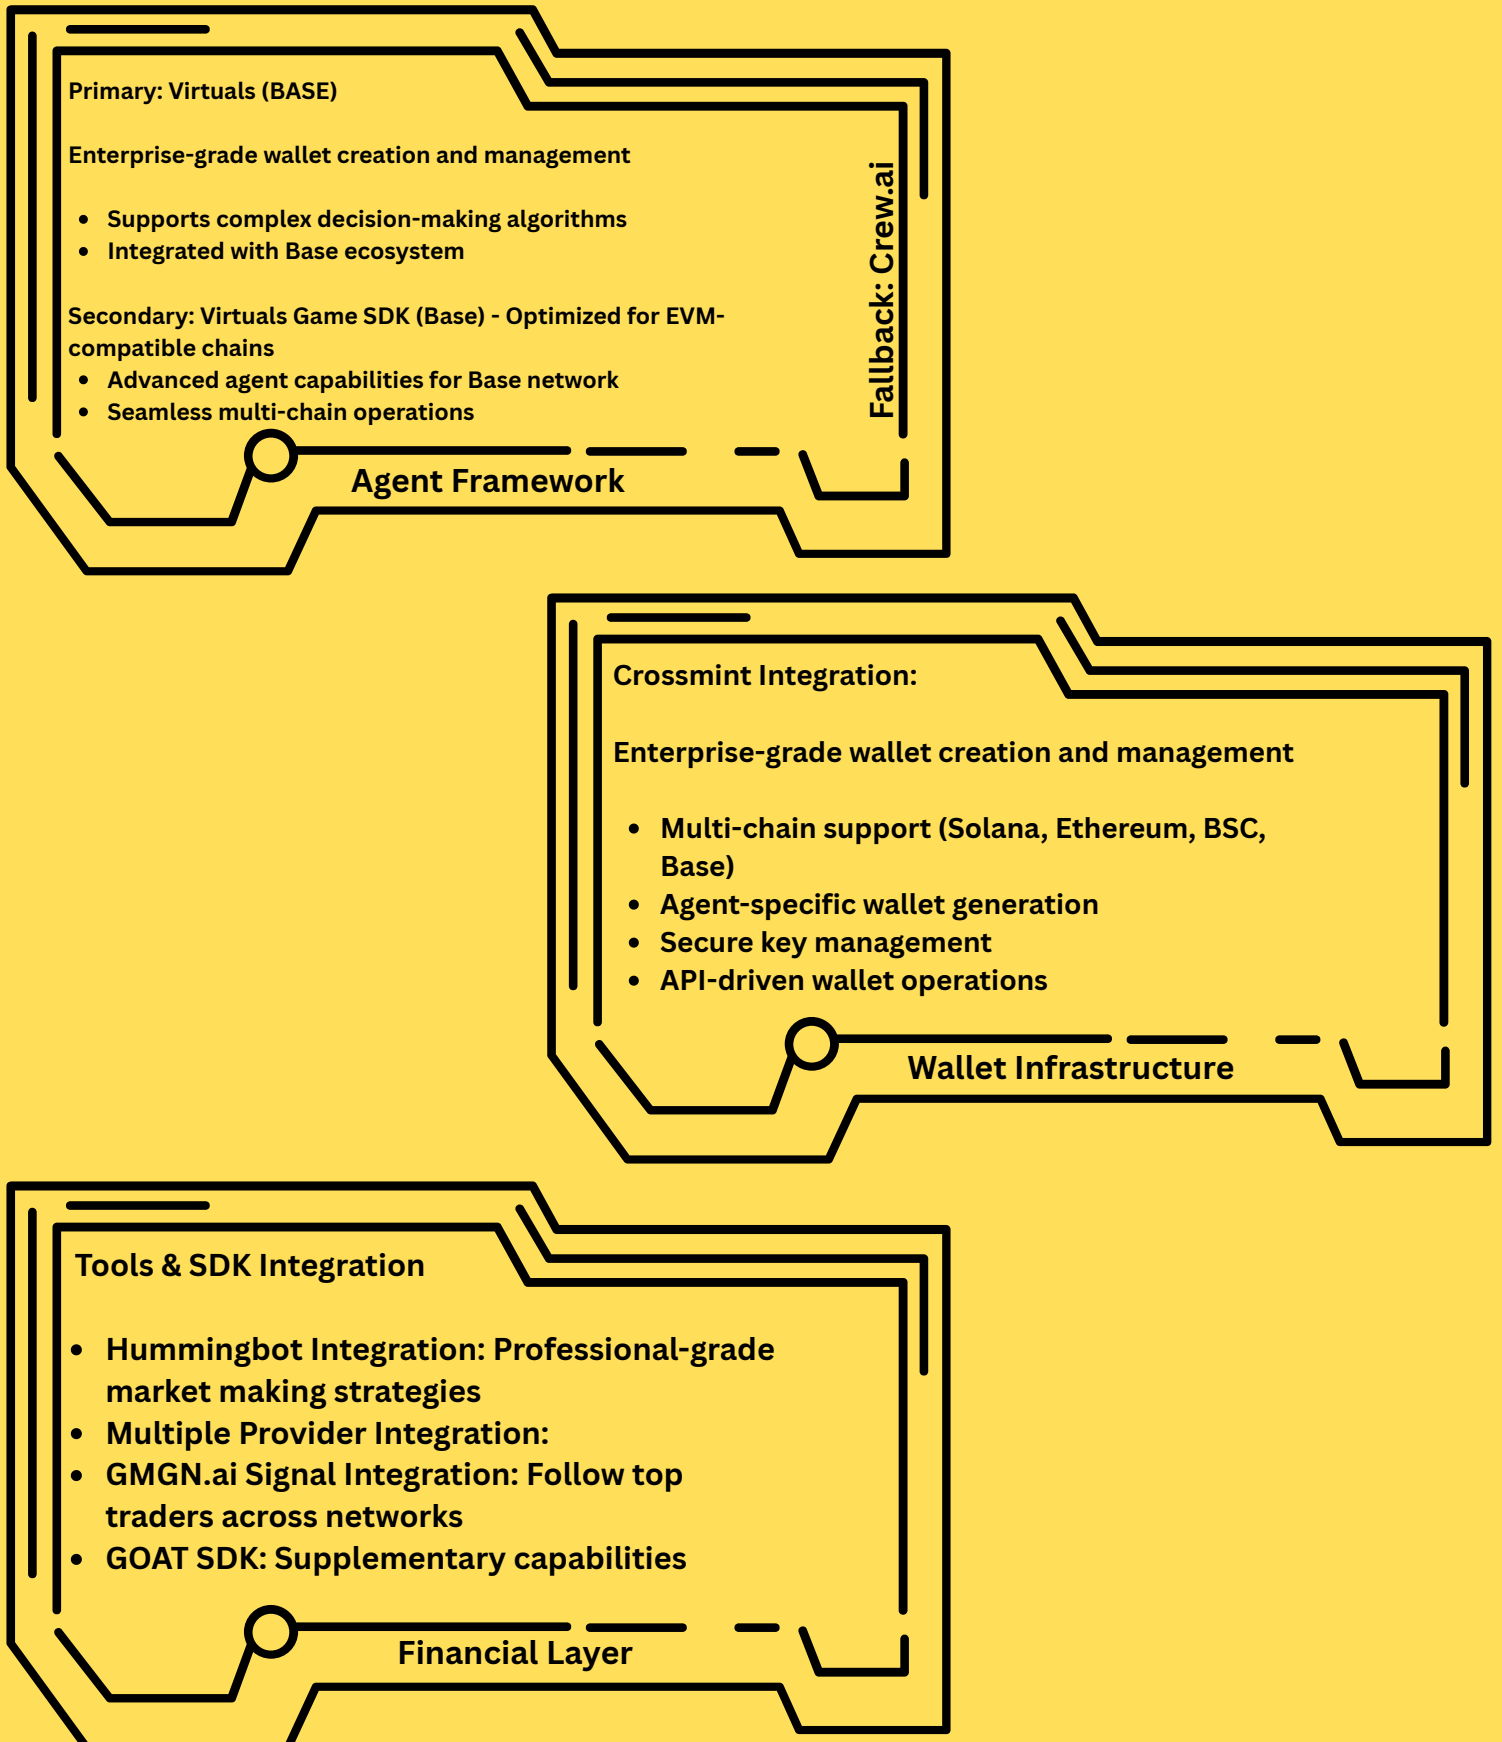 Primary: Virtuals (BASE)
Enterprise-grade wallet creation and management
• Supports complex decision-making algorithms
• Integrated with Base ecosystem
Secondary: Virtuals Game SDK (Base) - Optimized for EVM-
compatible chains
• Advanced agent capabilities for Base network
• Seamless multi-chain operations
Fallback: Crew.ai
Agent Framework
Crossmint Integration:
Enterprise-grade wallet creation and management
• Multi-chain support (Solana, Ethereum, BSC,
Base)
• Agent-specific wallet generation
• Secure key management
• API-driven wallet operations
Wallet Infrastructure
Tools & SDK Integration
• Hummingbot Integration: Professional-grade
market making strategies
• Multiple Provider Integration:
• GMGN.ai Signal Integration: Follow top
traders across networks
• GOAT SDK: Supplementary capabilities
Financial Layer